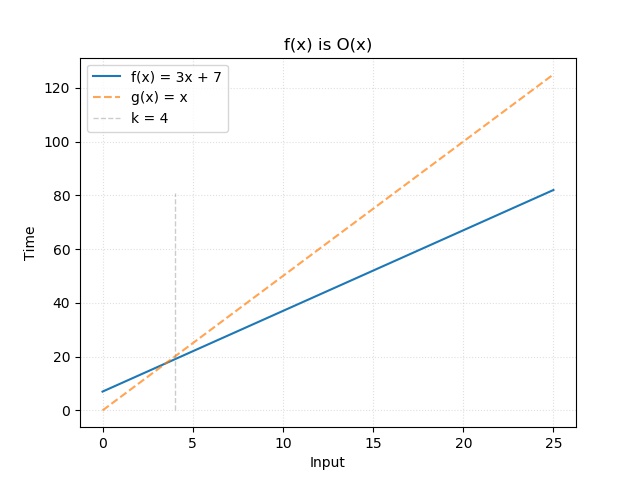 f(x) is O(x)
f(x) = 3x + 7
g(x) = x
k = 4
Time
120
100
80
60
40
20
0
0 5 10 15 20 25
Input